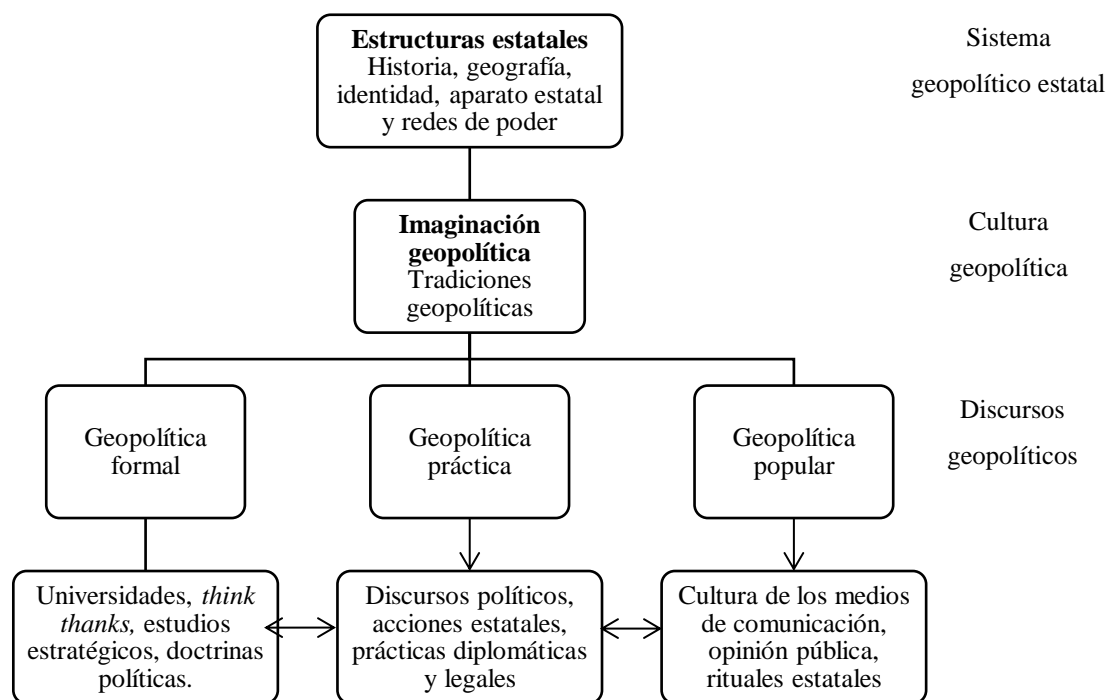 Estructuras estatales
Historia, geografía,
identidad, aparato estatal
y redes de poder
Sistema
geopolítico estatal
Imaginación
geopolítica
Tradiciones
geopolíticas
Cultura
geopolítica
Geopolítica
formal
Geopolítica
práctica
Geopolítica
popular
Discursos
geopolíticos
Universidades, think
thanks, estudios
estratégicos, doctrinas
políticas.
Discursos políticos,
acciones estatales,
prácticas diplomáticas
y legales
Cultura de los medios
de comunicación,
opinión pública,
rituales estatales